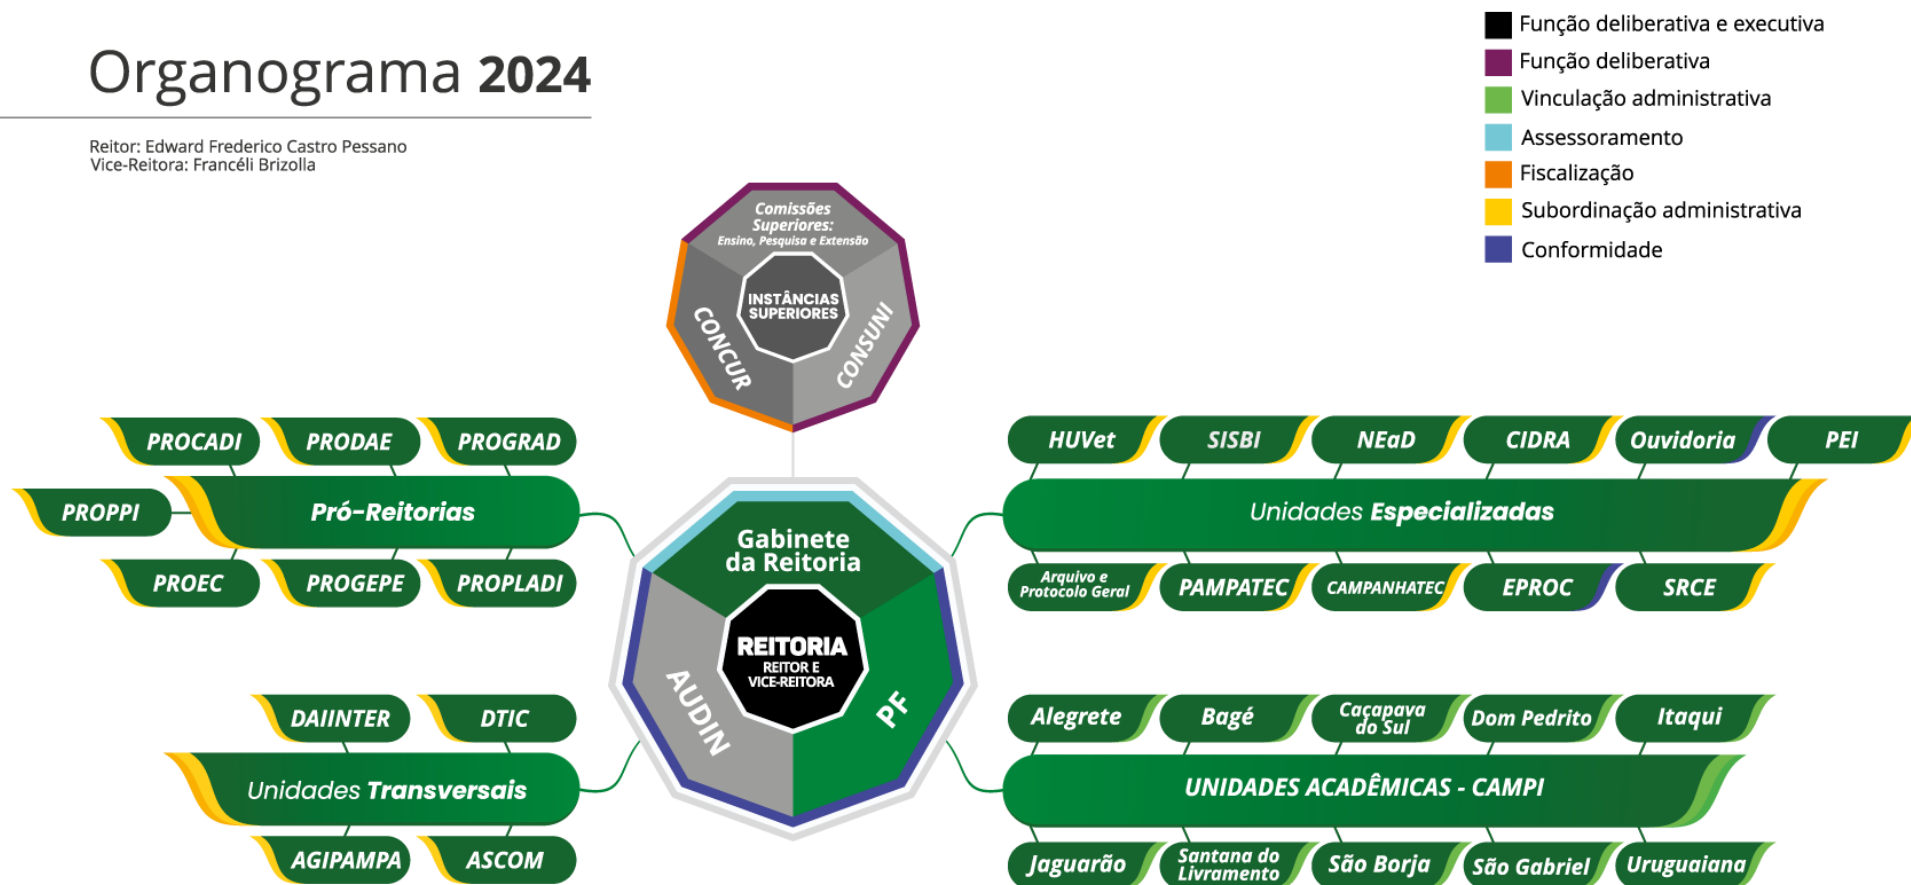 Organograma 2024
Reitor: Edward Frederico Castro Pessano
Vice-Reitora: Francéli Brizolla
Função deliberativa e executiva
Função deliberativa
Vinculação administrativa
Assessoramento
Fiscalização
Subordinação administrativa
Conformidade
Comissões
Superiores:
Ensino, Pesquisa e Extensão
INSTÂNCIAS
SUPERIORES
CONCUR
CONSUNI
PROCADI
PRODAE
PROGRAD
PROPPI
Pró-Reitorias
PROEC
PROGEPE
PROPLADI
HUVet
SISBI
NEaD
CIDRA
Ouvidoria
PEI
Unidades Especializadas
Arquivo e
Protocolo Geral
PAMPATEC
CAMPANHATEC
EPROC
SRCE
Gabinete
da Reitoria
REITORIA
REITOR E
VICE-REITORA
AUDIN
PF
DAIINTER
DTIC
Unidades Transversais
AGIPAMPA
ASCOM
Alegrete
Bagé
Caçapava
do Sul
Dom Pedrito
Itaqui
UNIDADES ACADÊMICAS - CAMPI
Jaguarão
Santana do
Livramento
São Borja
São Gabriel
Uruguaiana